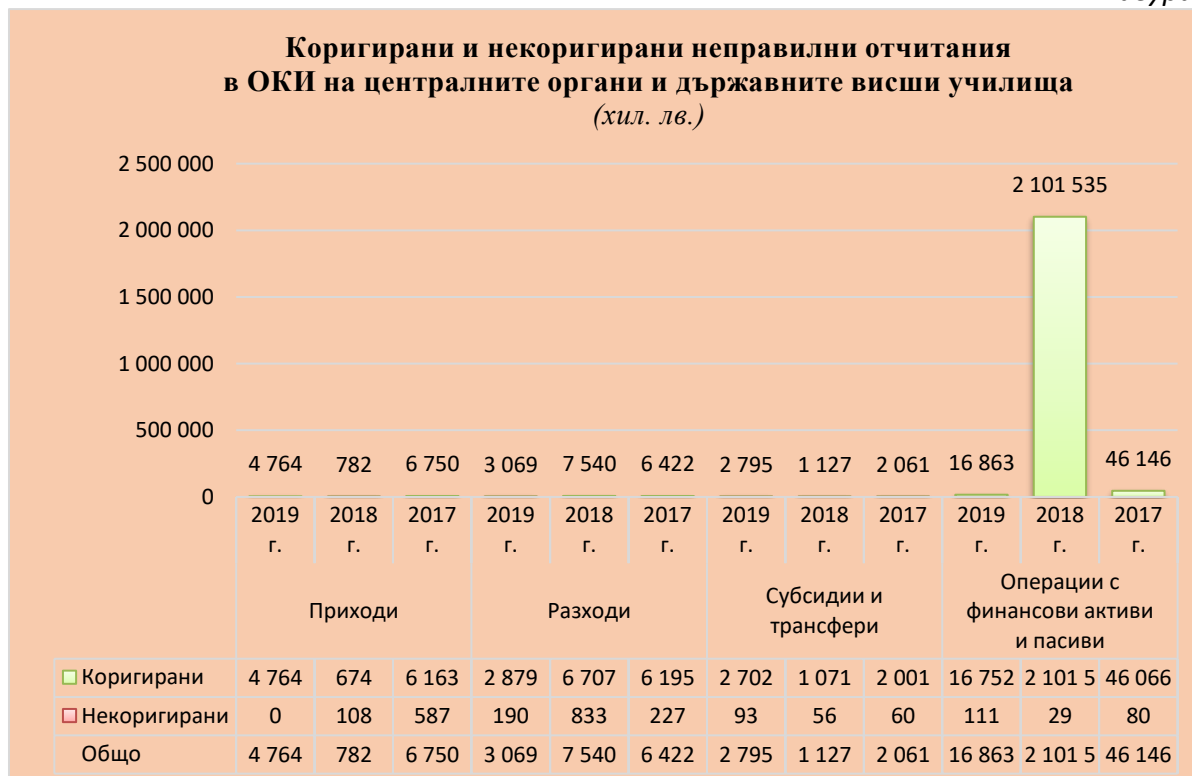 Коригирани и некоригирани неправилни отчитания
в ОКИ на централните органи и държавните висши училища
(хил. лв.)
2 500 000
2 000 000
1 500 000
1 000 000
500 000
0
4 764 782 6 750 3 069 7 540 6 422 2 795 1 127 2 061 16 863 2 101 535 46 146
2019 г. 2018 г. 2017 г. 2019 г. 2018 г. 2017 г. 2019 г. 2018 г. 2017 г. 2019 г. 2018 г. 2017 г.
Приходи
Разходи
Субсидии и
трансфери
Операции с
финансови активи
и пасиви
Коригирани 4 764 674 6 163 2 879 6 707 6 195 2 702 1 071 2 001 16 752 2 101 5 46 066
Некоригирани 0 108 587 190 833 227 93 56 60 111 29 80
Общо 4 764 782 6 750 3 069 7 540 6 422 2 795 1 127 2 061 16 863 2 101 5 46 146